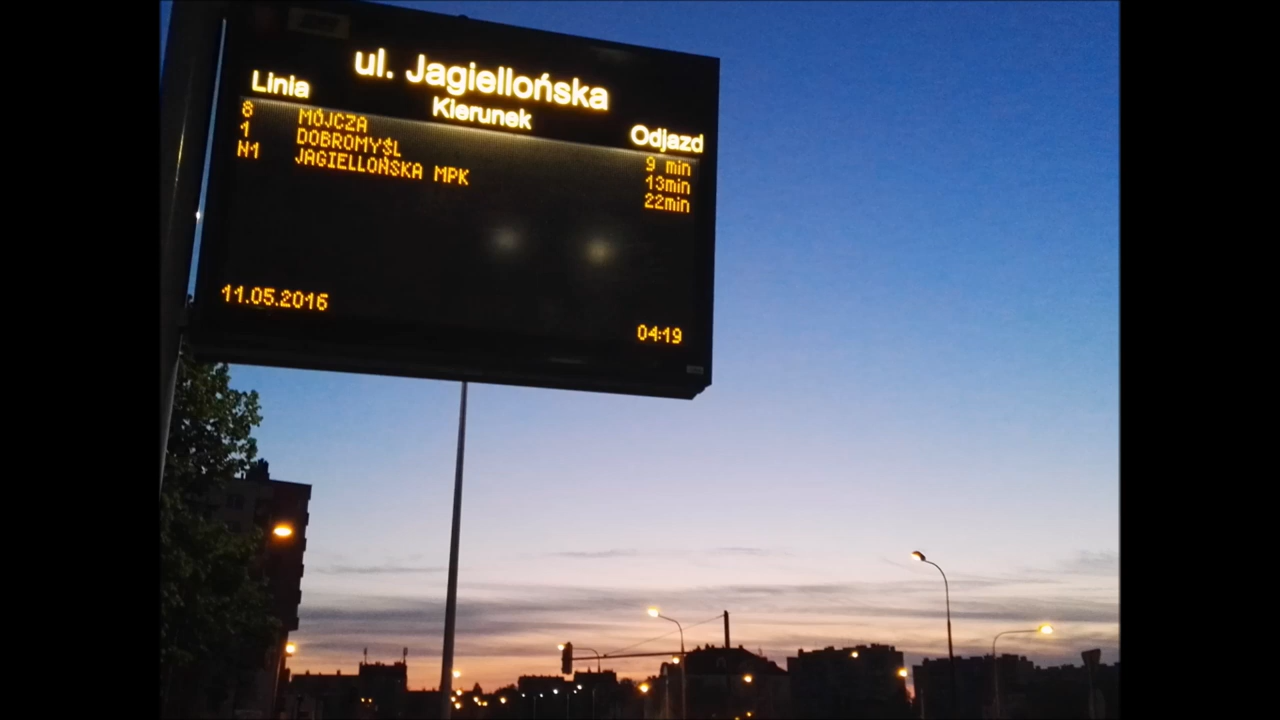 ul. Jagiellońska
Linia Kierunek Odjazd
8 MÓJCZA 9 min
1 DOBROMYŚL 13min
N1 JAGIELLOŃSKA MPK 22min
11.05.2016 04:19